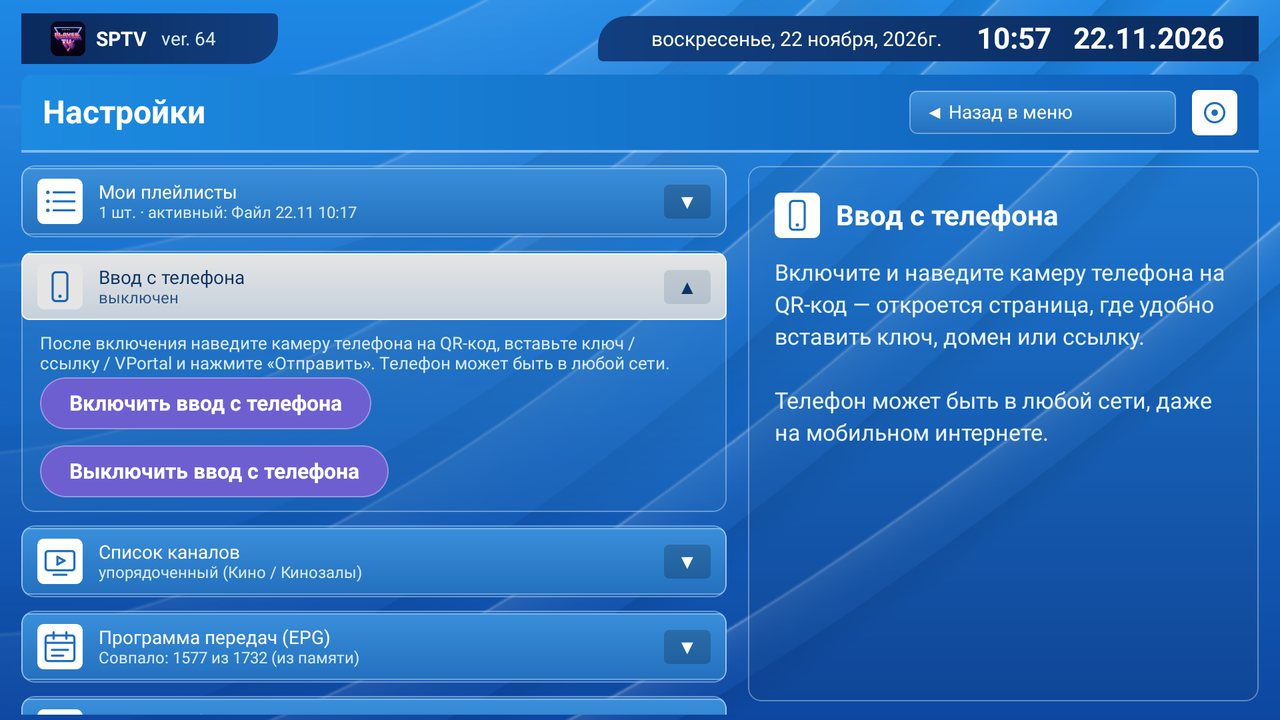 SPTV ver. 64
воскресенье, 22 ноября, 2026г. 10:57 22.11.2026
Настройки
◄ Назад в меню
Мои плейлисты
1 шт. · активный: Файл 22.11 10:17
▼
Ввод с телефона
выключен
▲
После включения наведите камеру телефона на QR-код, вставьте ключ /
ссылку / VPortal и нажмите «Отправить». Телефон может быть в любой сети.
Включить ввод с телефона
Выключить ввод с телефона
Список каналов
упорядоченный (Кино / Кинозалы)
▼
Программа передач (EPG)
Совпало: 1577 из 1732 (из памяти)
▼
Ввод с телефона
Включите и наведите камеру телефона на
QR-код — откроется страница, где удобно
вставить ключ, домен или ссылку.
Телефон может быть в любой сети, даже
на мобильном интернете.